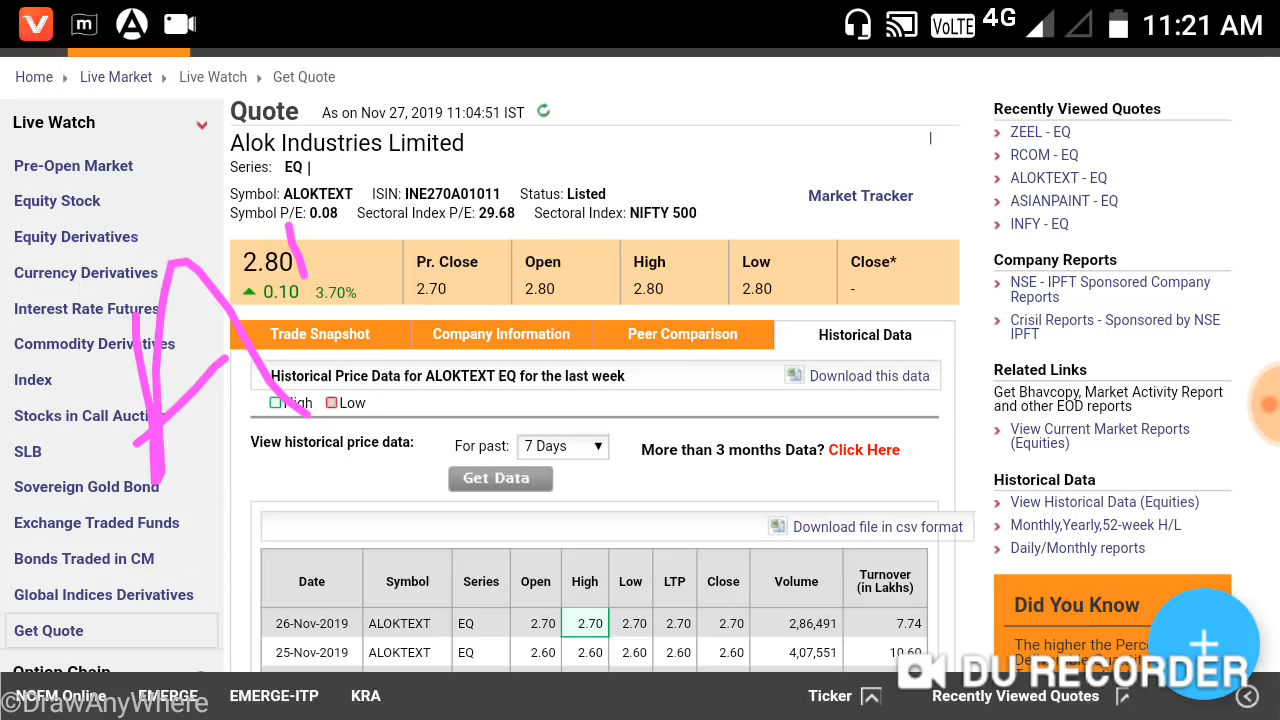 m
VoLTE 4G 11:21 AM
Home Live Market Live Watch Get Quote
Live Watch
Pre-Open Market
Equity Stock
Equity Derivatives
Currency Derivatives
Interest Rate Futures
Commodity Derivatives
Index
Stocks in Call Auction
SLB
Sovereign Gold Bond
Exchange Traded Funds
Bonds Traded in CM
Global Indices Derivatives
Get Quote
Option Chain
Quote As on Nov 27, 2019 11:04:51 IST
Alok Industries Limited |
Series: EQ |
Symbol: ALOKTEXT ISIN: INE270A01011 Status: Listed
Symbol P/E: 0.08 Sectoral Index P/E: 29.68 Sectoral Index: NIFTY 500
Market Tracker
2.80 Pr. Close Open High Low Close*
0.10 3.70% 2.70 2.80 2.80 2.80 -
Trade Snapshot Company Information Peer Comparison Historical Data
Historical Price Data for ALOKTEXT EQ for the last week Download this data
High Low
View historical price data: For past: 7 Days More than 3 months Data? Click Here
Get Data
Download file in csv format
Date Symbol Series Open High Low LTP Close Volume Turnover (in Lakhs)
26-Nov-2019 ALOKTEXT EQ 2.70 2.70 2.70 2.70 2.70 2,86,491 7.74
25-Nov-2019 ALOKTEXT EQ 2.60 2.60 2.60 2.60 2.60 4,07,551 10.60
Recently Viewed Quotes
ZEEL - EQ
RCOM - EQ
ALOKTEXT - EQ
ASIANPAINT - EQ
INFY - EQ
Company Reports
NSE - IPFT Sponsored Company
Reports
Crisil Reports - Sponsored by NSE
IPFT
Related Links
Get Bhavcopy, Market Activity Report
and other EOD reports
View Current Market Reports
(Equities)
Historical Data
View Historical Data (Equities)
Monthly,Yearly,52-week H/L
Daily/Monthly reports
Did You Know
The higher the Perce
DU RECORDER
NCFM Online EMERGE EMERGE-ITP KRA Ticker Recently Viewed Quotes
©DrawAnyWhere